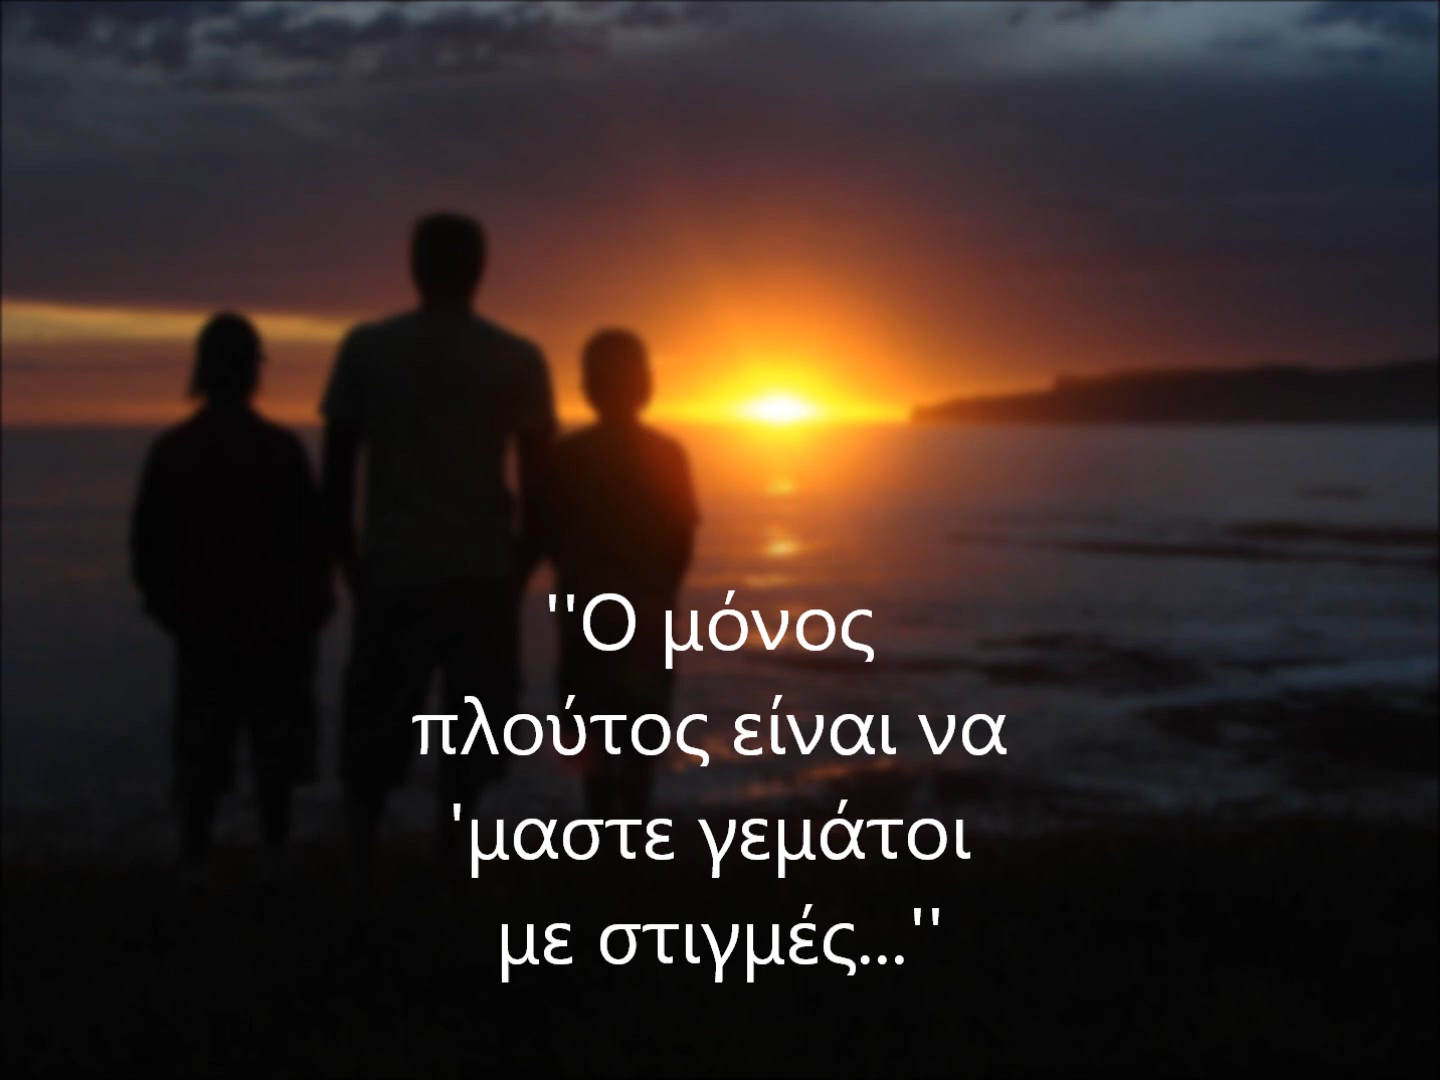 ''Ο μόνος
πλούτος είναι να
'μαστε γεμάτοι
με στιγμές...''